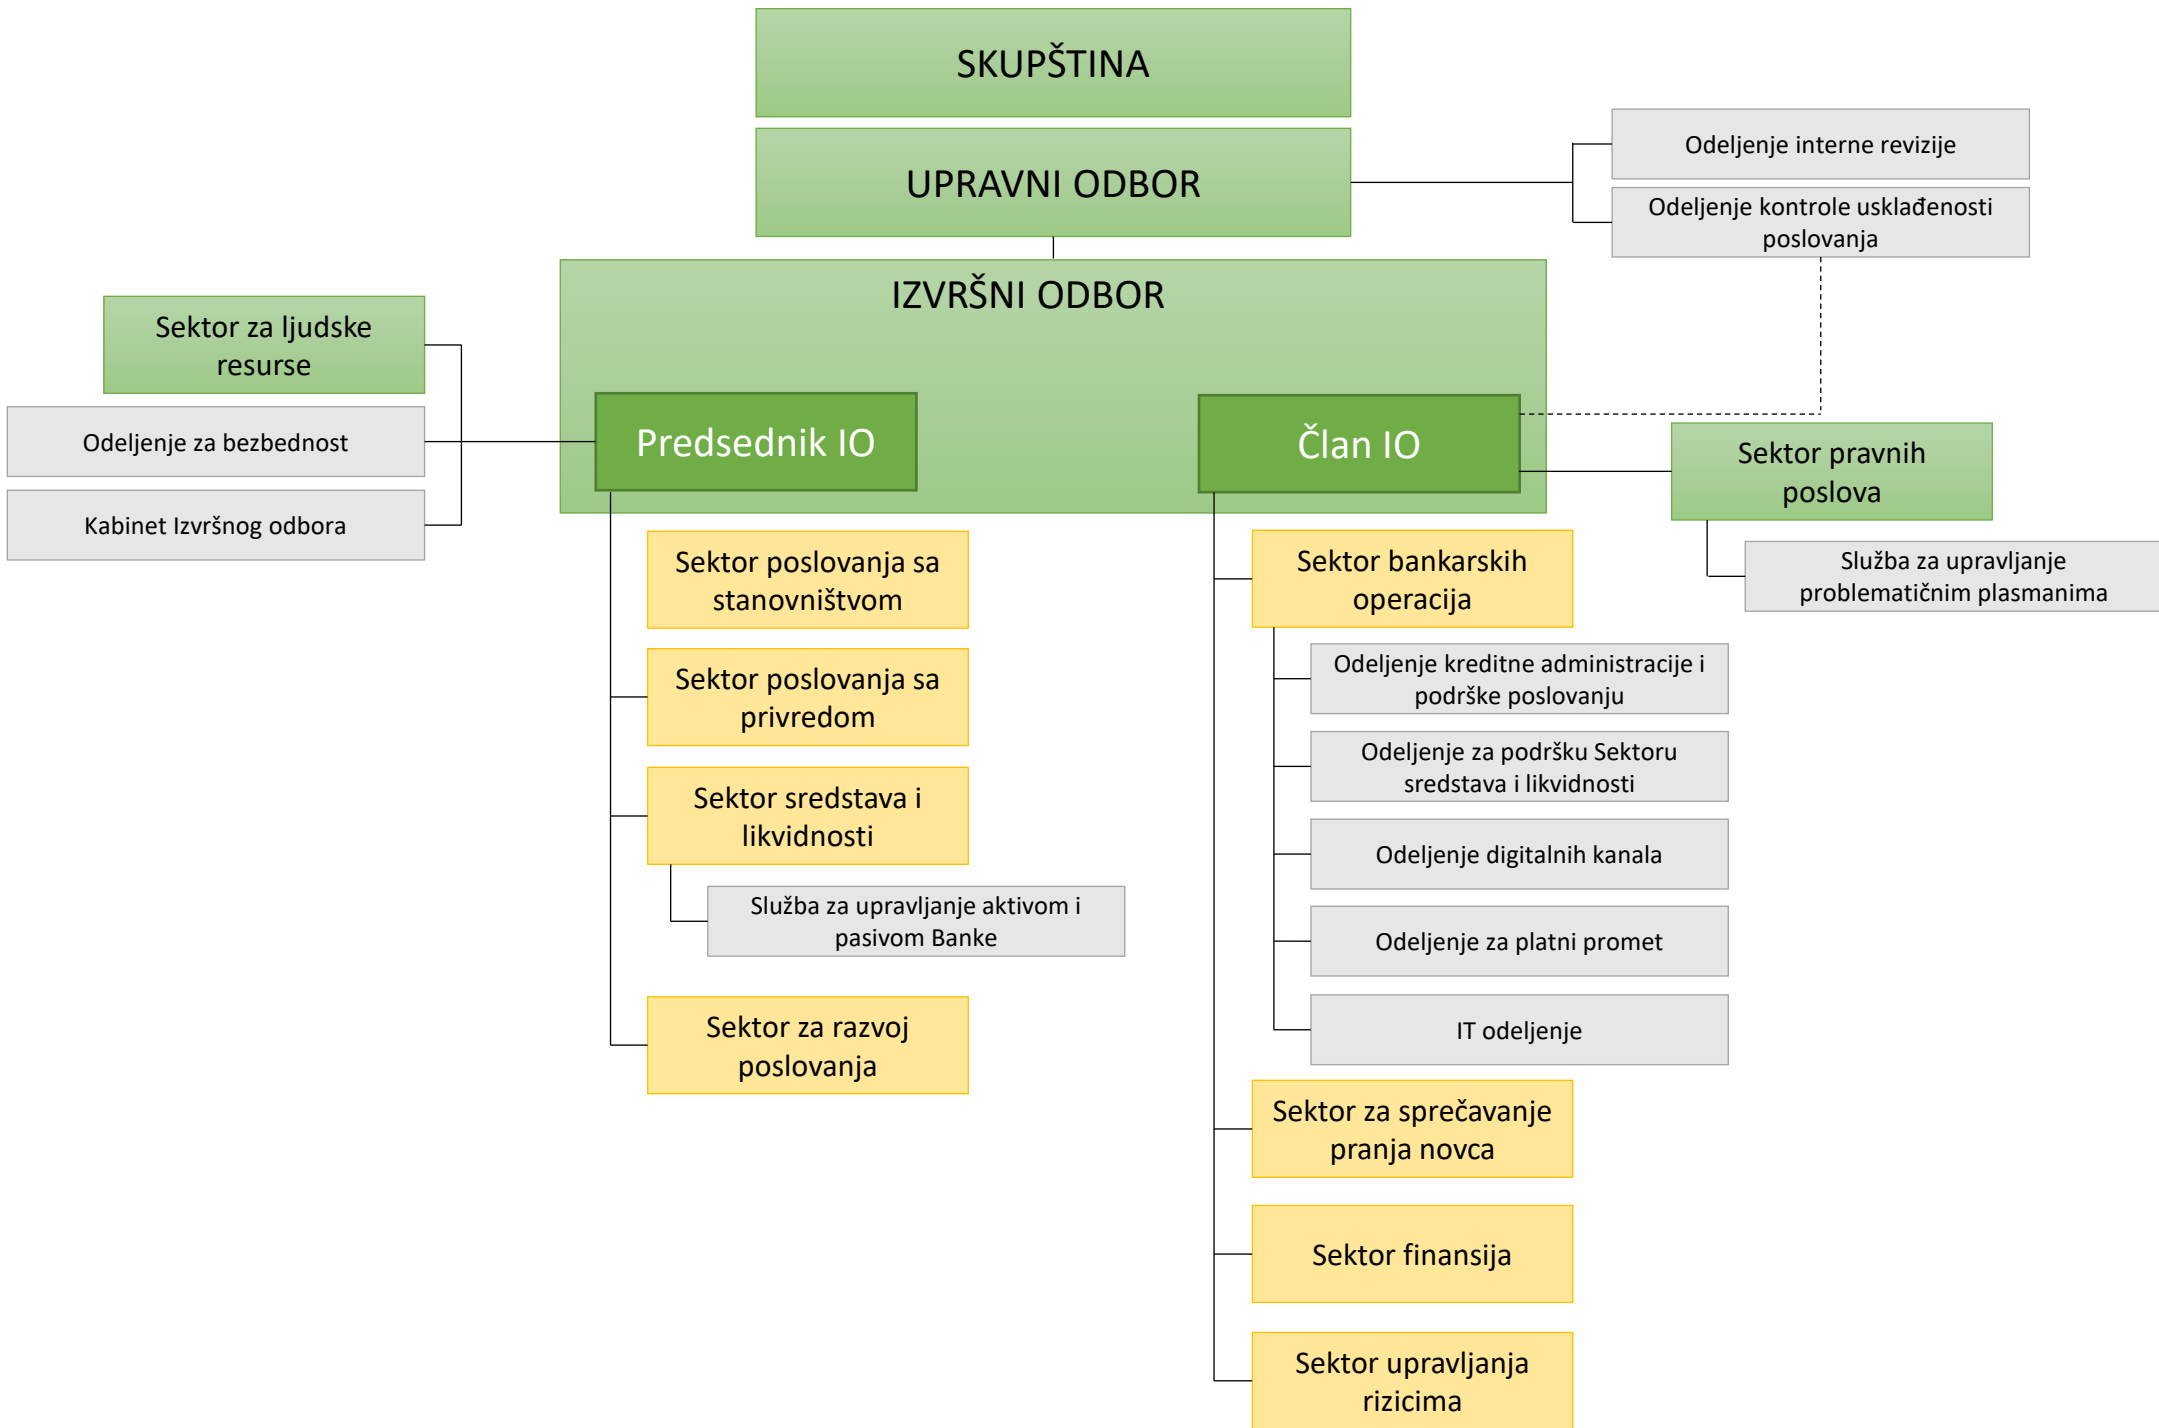 SKUPŠTINA
UPRAVNI ODBOR
Odeljenje interne revizije
Odeljenje kontrole usklađenosti
poslovanja
IZVRŠNI ODBOR
Sektor za ljudske
resurse
Odeljenje za bezbednost
Kabinet Izvršnog odbora
Predsednik IO
Član IO
Sektor pravnih
poslova
Služba za upravljanje
problematičnim plasmanima
Sektor poslovanja sa
stanovništvom
Sektor poslovanja sa
privredom
Sektor sredstava i
likvidnosti
Služba za upravljanje aktivom i
pasivom Banke
Sektor za razvoj
poslovanja
Sektor bankarskih
operacija
Odeljenje kreditne administracije i
podrške poslovanju
Odeljenje za podršku Sektoru
sredstava i likvidnosti
Odeljenje digitalnih kanala
Odeljenje za platni promet
IT odeljenje
Sektor za sprečavanje
pranja novca
Sektor finansija
Sektor upravljanja
rizicima